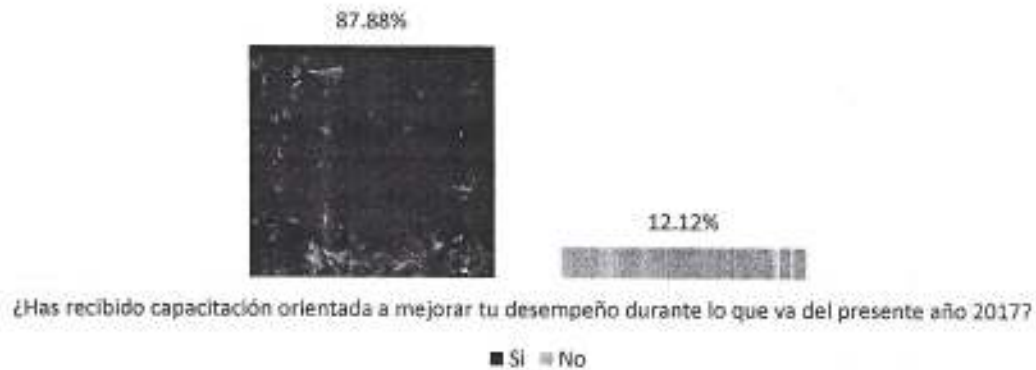 87.88%
12.12%
¿Has recibido capacitación orientada a mejorar tu desempeño durante lo que va del presente año 2017?
Si No